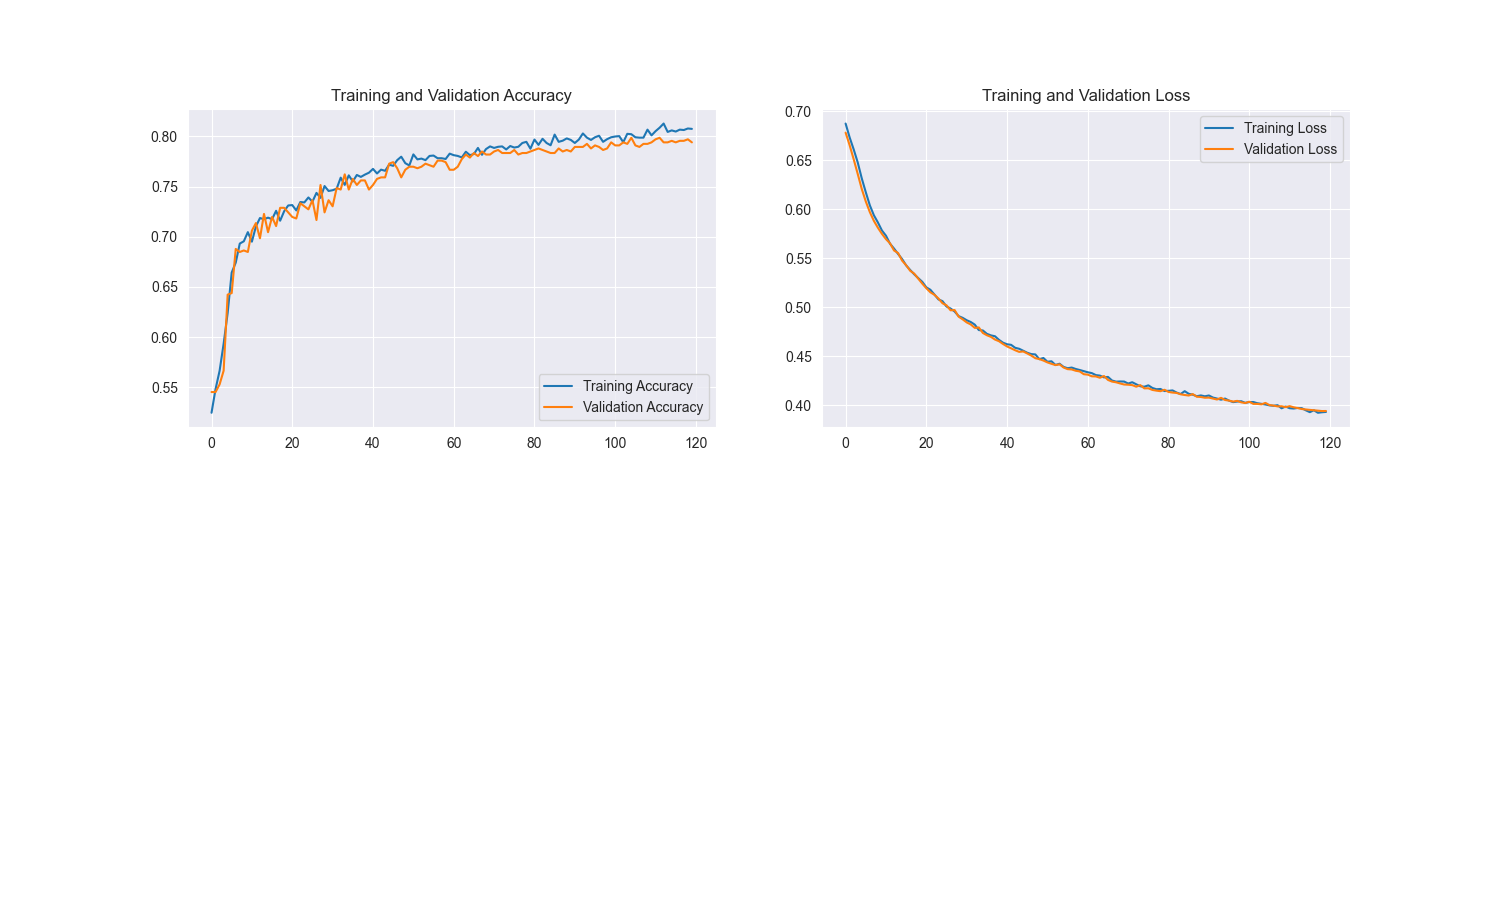 Training and Validation Accuracy
0.80
0.75
0.70
0.65
0.60
0.55
Training Accuracy
Validation Accuracy
0 20 40 60 80 100 120
Training and Validation Loss
0.70
Training Loss
Validation Loss
0.65
0.60
0.55
0.50
0.45
0.40
0 20 40 60 80 100 120